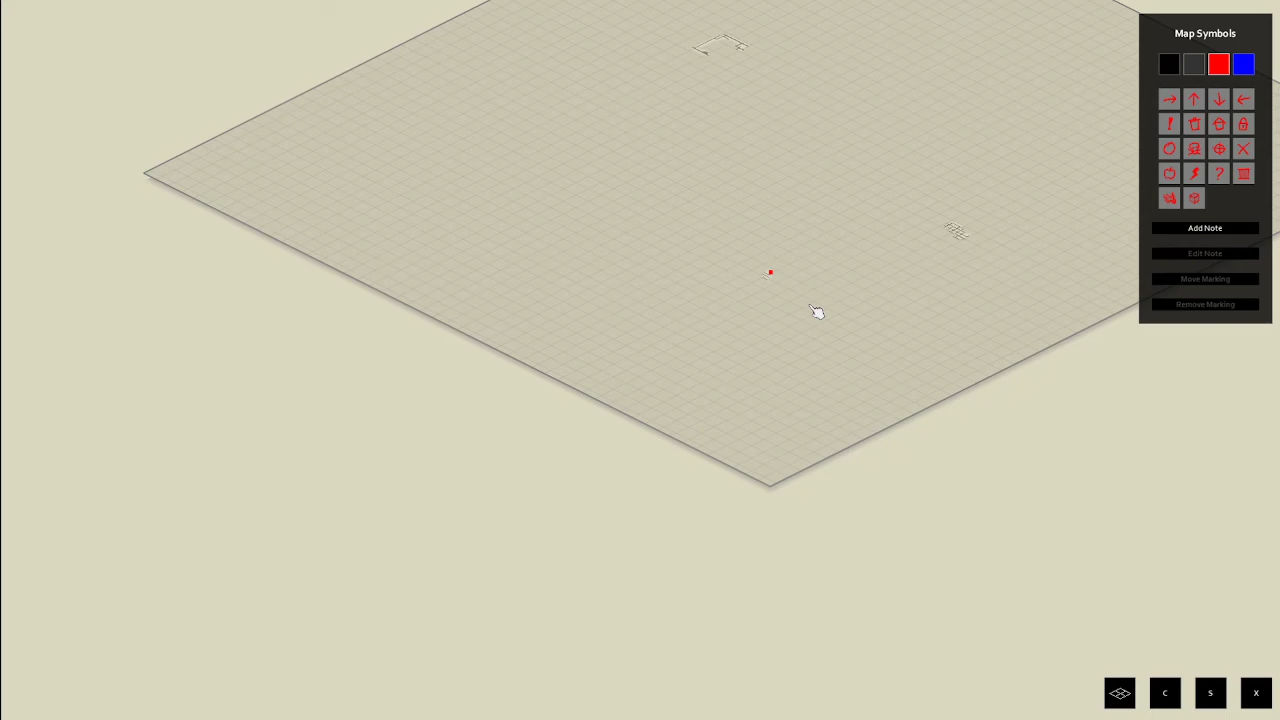 Map Symbols
Add Note
Edit Note
Move Marking
Remove Marking
C
S
X